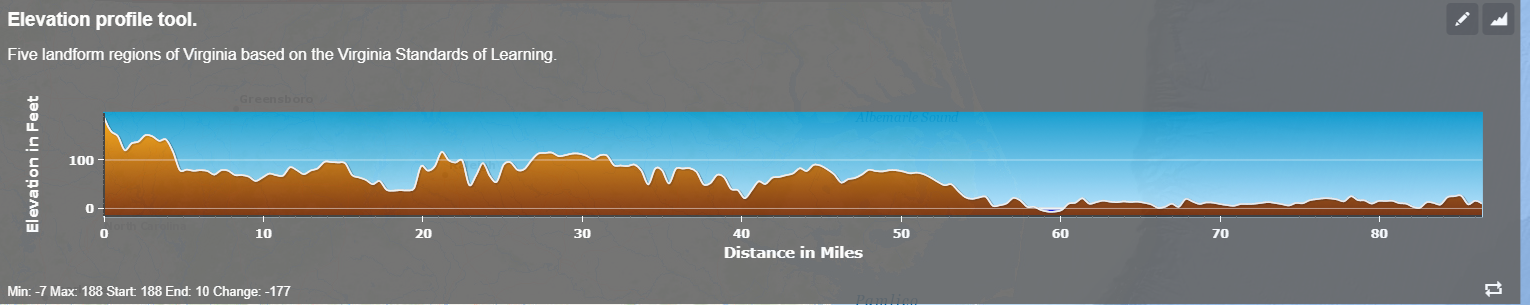 Elevation profile tool.
Five landform regions of Virginia based on the Virginia Standards of Learning.
Greensboro
Albemarle Sound
Elevation in Feet
100
0
0 10 20 30 40 50 60 70 80
Distance in Miles
Min: -7 Max: 188 Start: 188 End: 10 Change: -177
Pamlico